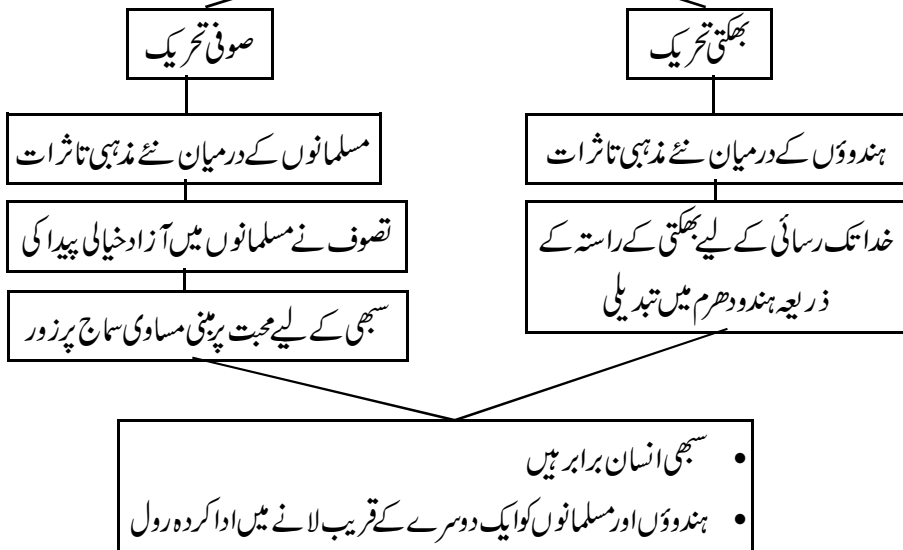 بھکتی تحریک
صوفی تحریک
ہندوؤں کے درمیان نئے مذہبی تاثرات
مسلمانوں کے درمیان نئے مذہبی تاثرات
خدا تک رسائی کے لیے بھکتی کے راستہ کے
ذریعہ ہندو دھرم میں تبدیلی
تصوف نے مسلمانوں میں آزاد خیالی پیدا کی
سبھی کے لیے محبت پر مبنی مساوی سماج پر زور
• سبھی انسان برابر ہیں
• ہندوؤں اور مسلمانوں کو ایک دوسرے کے قریب لانے میں ادا کردہ رول